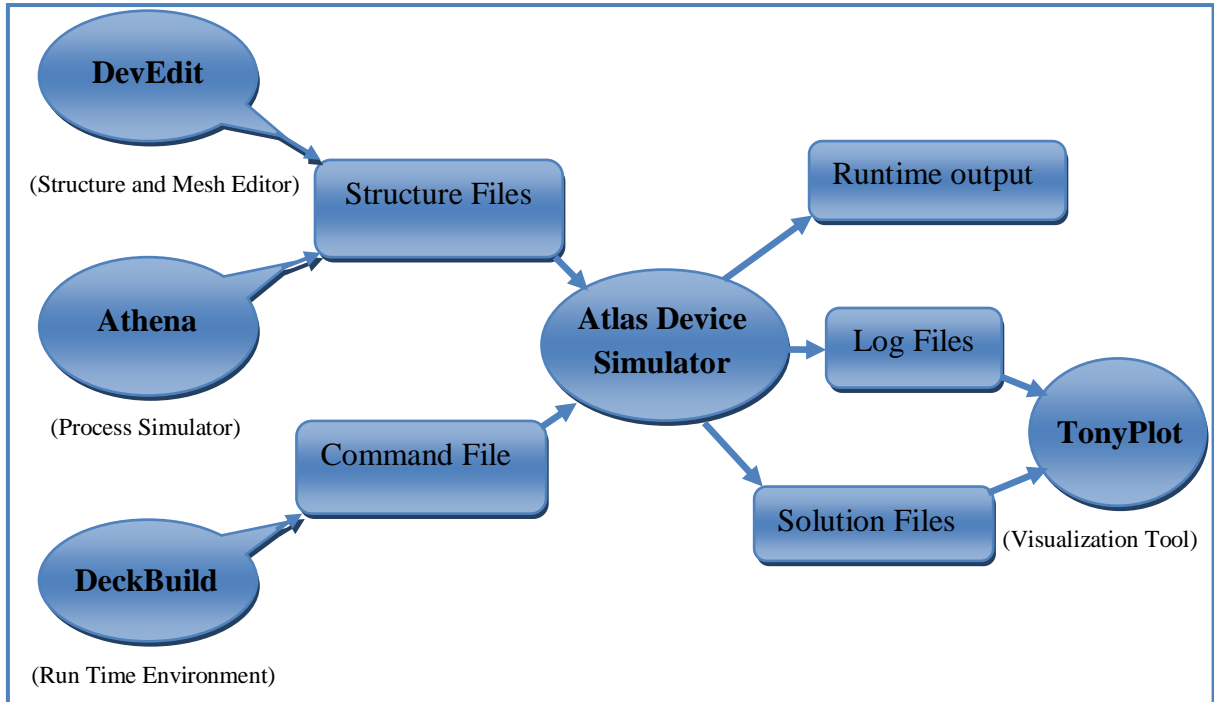 DevEdit
(Structure and Mesh Editor)
Structure Files
Athena
(Process Simulator)
Command File
DeckBuild
(Run Time Environment)
Atlas Device
Simulator
Runtime output
Log Files
Solution Files
TonyPlot
(Visualization Tool)